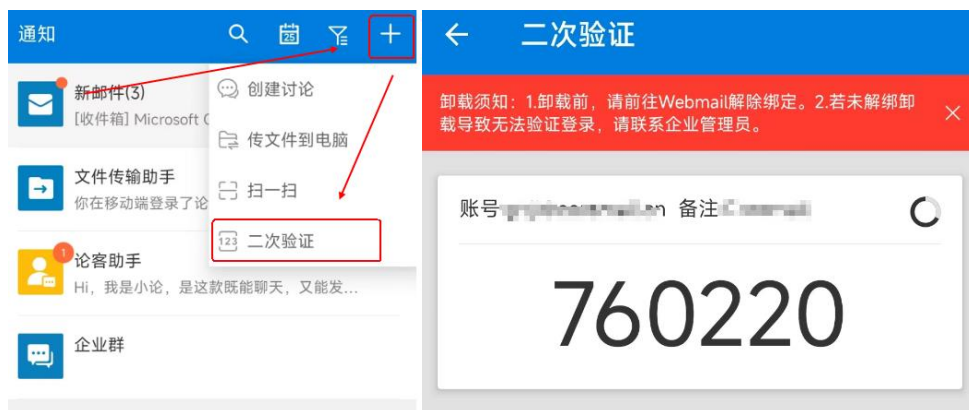 通知
25
新邮件(3)
[收件箱] Microsoft
创建讨论
传文件到电脑
文件传输助手
你在移动端登录了论
扫一扫
123 二次验证
1
论客助手
Hi，我是小论，是这款既能聊天，又能发...
企业群
二次验证
卸载须知：1.卸载前，请前往Webmail解除绑定。2.若未解绑卸
载导致无法验证登录，请联系企业管理员。
账号 备注
760220